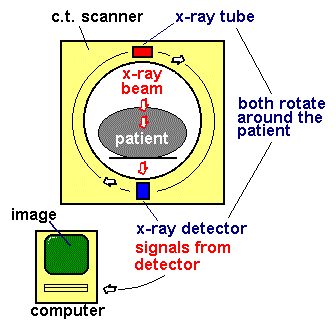 c.t. scanner
x-ray tube
x-ray
beam
patient
both rotate
around the
patient
x-ray detector
signals from
detector
image
computer